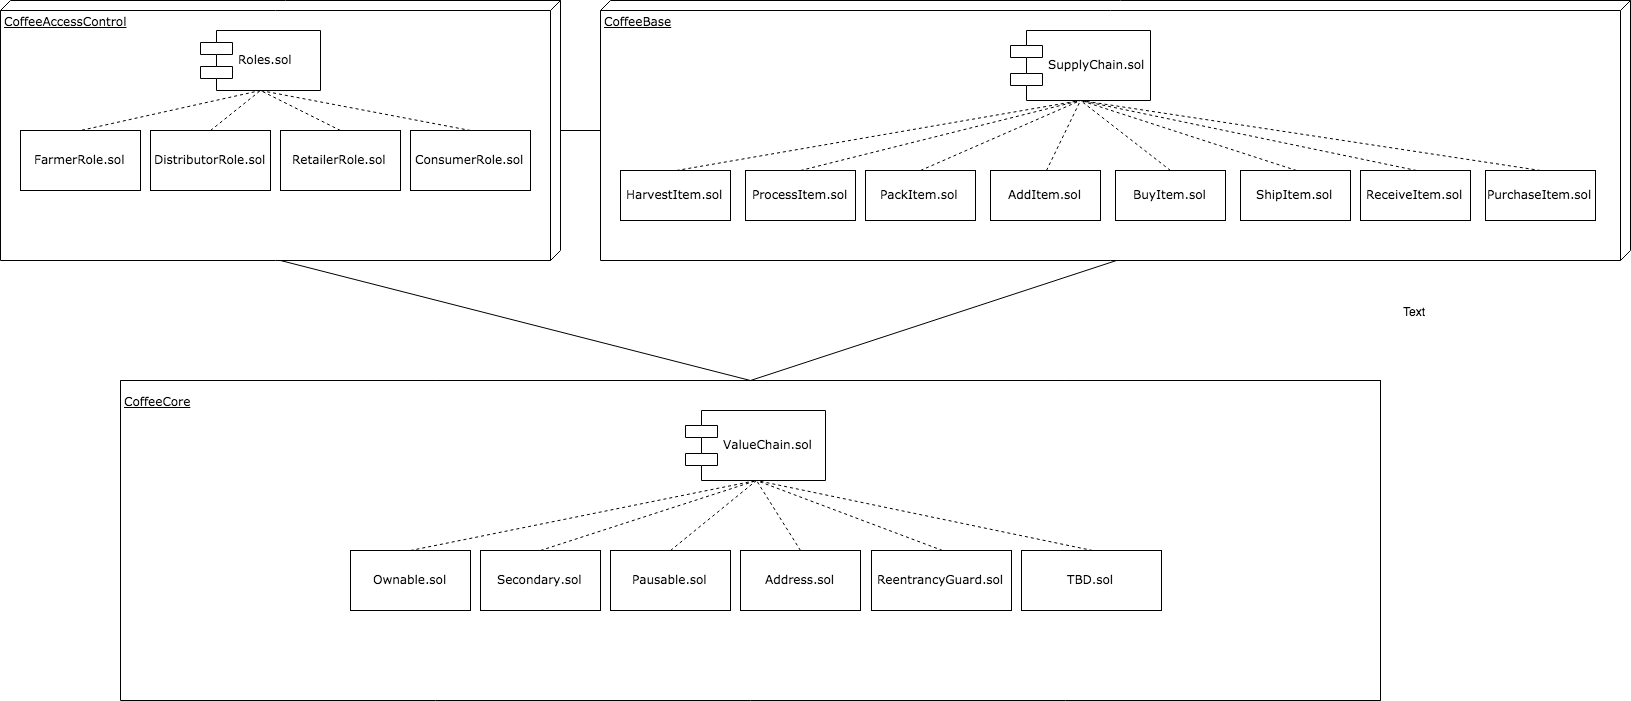 CoffeeAccessControl
Roles.sol
FarmerRole.sol
DistributorRole.sol
RetailerRole.sol
ConsumerRole.sol
CoffeeBase
SupplyChain.sol
HarvestItem.sol
ProcessItem.sol
PackItem.sol
AddItem.sol
BuyItem.sol
ShipItem.sol
ReceiveItem.sol
PurchaseItem.sol
Text
CoffeeCore
ValueChain.sol
Ownable.sol
Secondary.sol
Pausable.sol
Address.sol
ReentrancyGuard.sol
TBD.sol